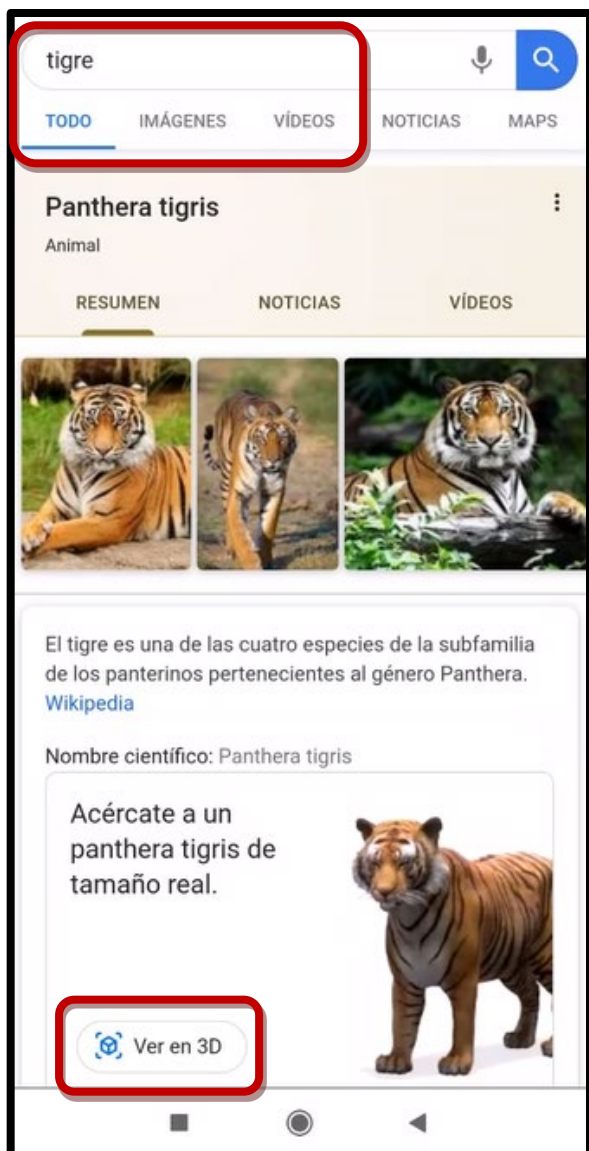 tigre
TODO IMÁGENES VÍDEOS NOTICIAS MAPS
Panthera tigris
Animal
RESUMEN NOTICIAS VÍDEOS
El tigre es una de las cuatro especies de la subfamilia
de los panterinos pertenecientes al género Panthera.
Wikipedia
Nombre científico: Panthera tigris
Acércate a un
panthera tigris de
tamaño real.
Ver en 3D